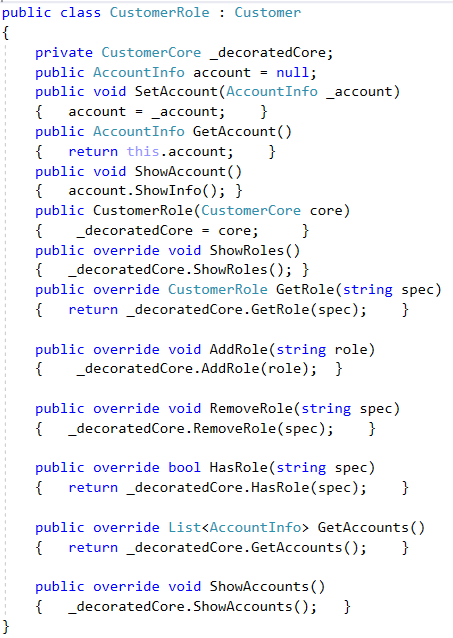 public class CustomerRole : Customer
{
    private CustomerCore _decoratedCore;
    public AccountInfo account = null;
    public void SetAccount(AccountInfo _account)
    {   account = _account;    }
    public AccountInfo GetAccount()
    {   return this.account;    }
    public void ShowAccount()
    {   account.ShowInfo(); }
    public CustomerRole(CustomerCore core)
    {    _decoratedCore = core;     }
    public override void ShowRoles()
    {   _decoratedCore.ShowRoles(); }
    public override CustomerRole GetRole(string spec)
    {   return _decoratedCore.GetRole(spec);    }

    public override void AddRole(string role)
    {    _decoratedCore.AddRole(role);  }

    public override void RemoveRole(string spec)
    {   _decoratedCore.RemoveRole(spec);    }

    public override bool HasRole(string spec)
    {   return _decoratedCore.HasRole(spec);    }

    public override List<AccountInfo> GetAccounts()
    {   return _decoratedCore.GetAccounts();    }

    public override void ShowAccounts()
    {   _decoratedCore.ShowAccounts();   }
}